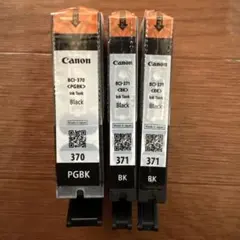 Canon
BCI-370
(PGBK)
Ink Tank
Black
370
PGBK
Canon
BCI-371
(BK)
Ink Tank
Black
371
BK
Canon
BCI-371
(BK)
Ink Tank
Black
371
BK